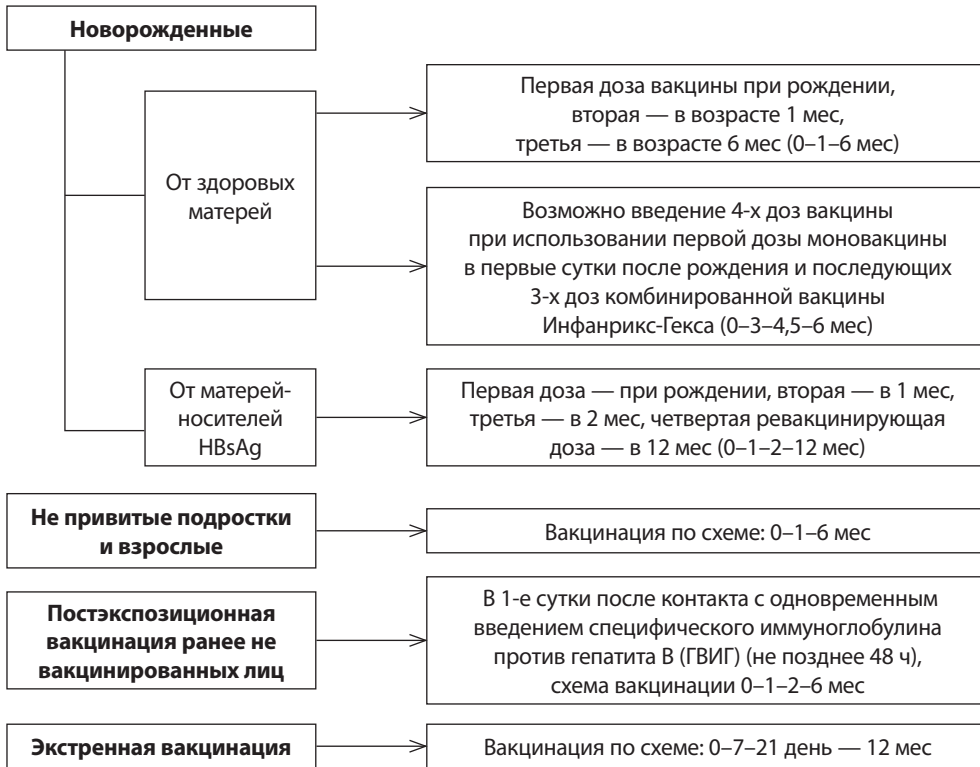 Новорожденные
От здоровых
матерей
Первая доза вакцины при рождении,
вторая — в возрасте 1 мес,
третья — в возрасте 6 мес (0–1–6 мес)
Возможно введение 4-х доз вакцины
при использовании первой дозы моновакцины
в первые сутки после рождения и последующих
3-х доз комбинированной вакцины
Инфанрикс-Гекса (0–3–4,5–6 мес)
От матерей-
носителей
HBsAg
Первая доза — при рождении, вторая — в 1 мес,
третья — в 2 мес, четвертая ревакцинирующая
доза — в 12 мес (0–1–2–12 мес)
Не привитые подростки
и взрослые
Вакцинация по схеме: 0–1–6 мес
Постэкспозиционная
вакцинация ранее не
вакцинированных лиц
В 1-е сутки после контакта с одновременным
введением специфического иммуноглобулина
против гепатита В (ГВИГ) (не позднее 48 ч),
схема вакцинации 0–1–2–6 мес
Экстренная вакцинация
Вакцинация по схеме: 0–7–21 день — 12 мес